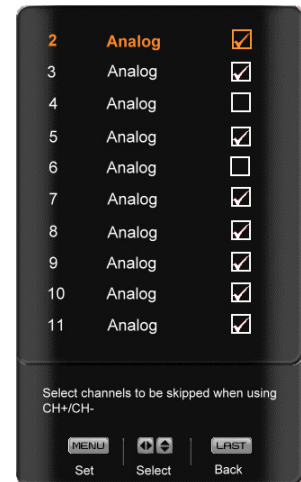 2 Analog
3 Analog
4 Analog
5 Analog
6 Analog
7 Analog
8 Analog
9 Analog
10 Analog
11 Analog
Select channels to be skipped when using
CH+/CH-
MENU LAST
Set Select Back